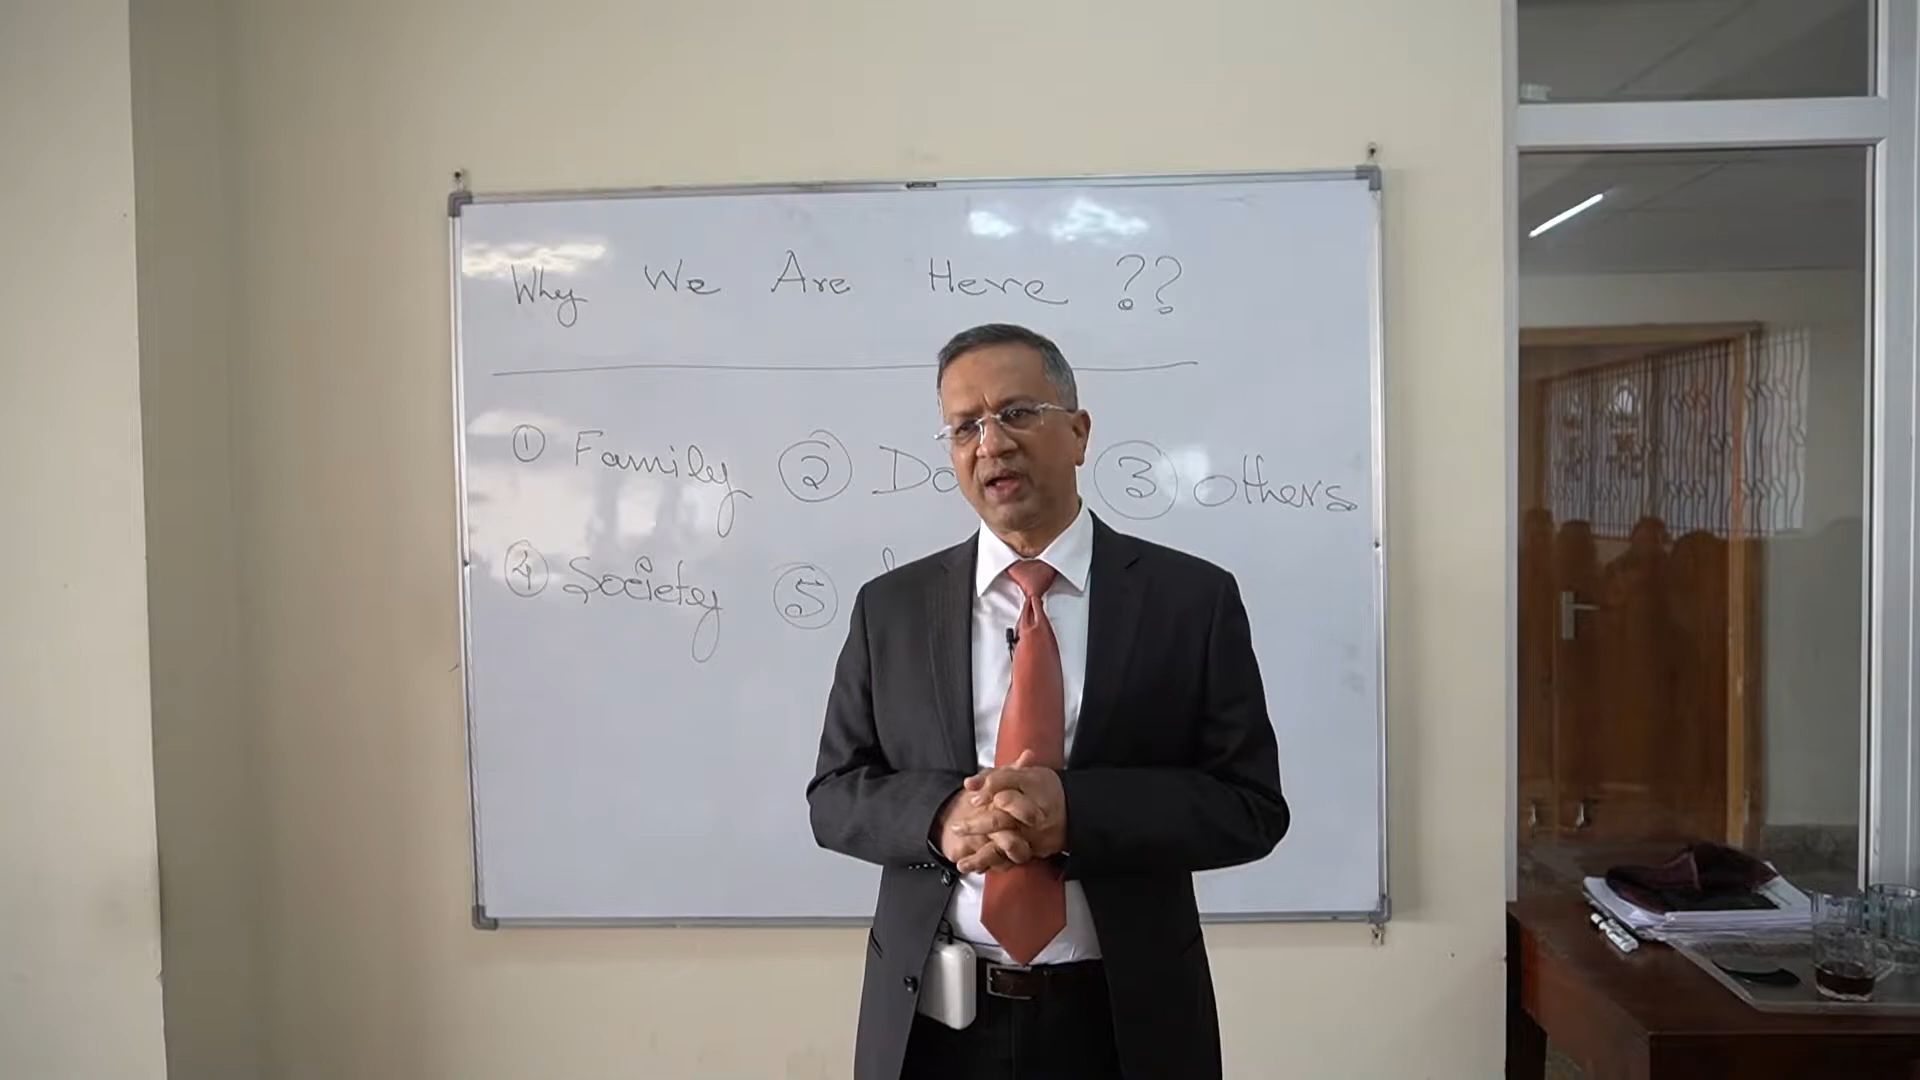 Why We Are Here ??
① Family ② ③ Others
④ Society ⑤